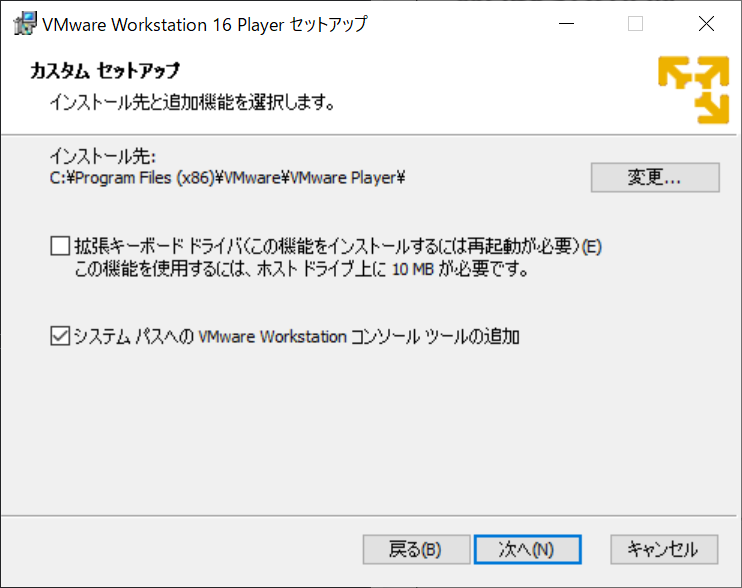 VMware Workstation 16 Player セットアップ
カスタム セットアップ
インストール先と追加機能を選択します。
インストール先:
C:¥Program Files (x86)¥VMware¥VMware Player¥
変更...
拡張キーボード ドライバ(この機能をインストールするには再起動が必要)(E)
この機能を使用するには、ホスト ドライブ上に 10 MB が必要です。
システム パスへの VMware Workstation コンソール ツールの追加
戻る(B)
次へ(N)
キャンセル